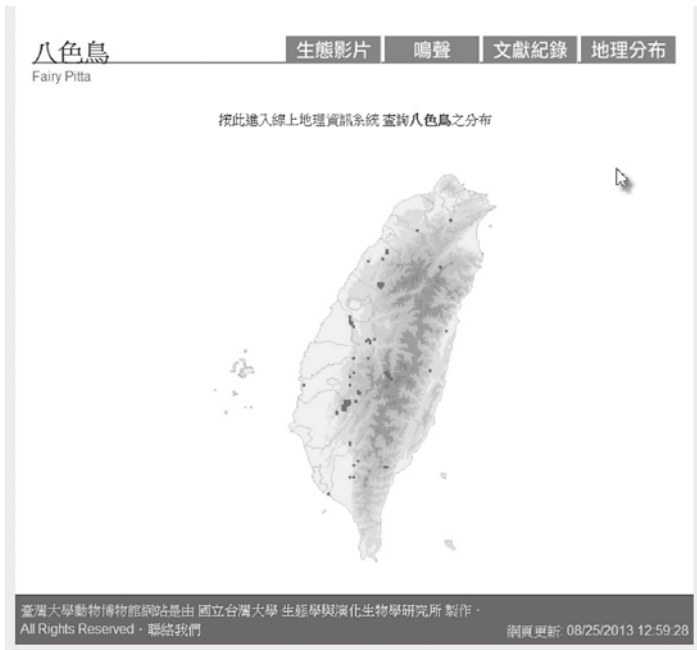 八色鳥
生態影片 鳴聲 文獻紀錄 地理分布
Fairy Pitta
按此進入線上地理資訊系統 查詢八色鳥之分布
臺灣大學動物博物館網站是由 國立台灣大學 生態學與演化生物學研究所 製作．
All Rights Reserved．聯絡我們
網頁更新: 08/25/2013 12:59:28